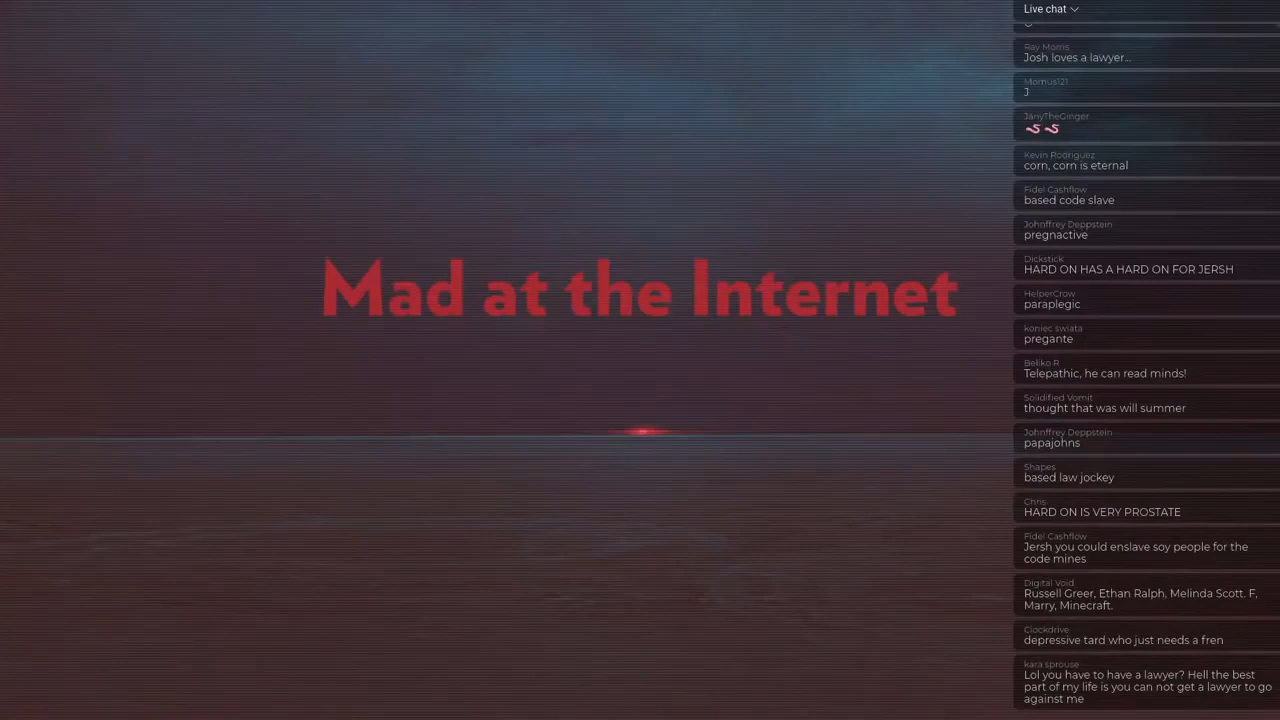 Live chat
Mad at the Internet
Ray Morris
Josh loves a lawyer...
Momus121
J
JanyTheGinger
Kevin Rodriguez
corn, corn is eternal
Fidel Cashflow
based code slave
Johnffrey Deppstein
pregnactive
Dickstick
HARD ON HAS A HARD ON FOR JERSH
HelperCrow
paraplegic
koniec swiata
pregante
Beliko R
Telepathic, he can read minds!
Solidified Vomit
thought that was will summer
Johnffrey Deppstein
papajohns
Shapes
based law jockey
Chris
HARD ON IS VERY PROSTATE
Fidel Cashflow
Jersh you could enslave soy people for the
code mines
Digital Void
Russell Greer, Ethan Ralph, Melinda Scott. F,
Marry, Minecraft.
Clockdrive
depressive tard who just needs a fren
kara sprouse
Lol you have to have a lawyer? Hell the best
part of my life is you can not get a lawyer to go
against me